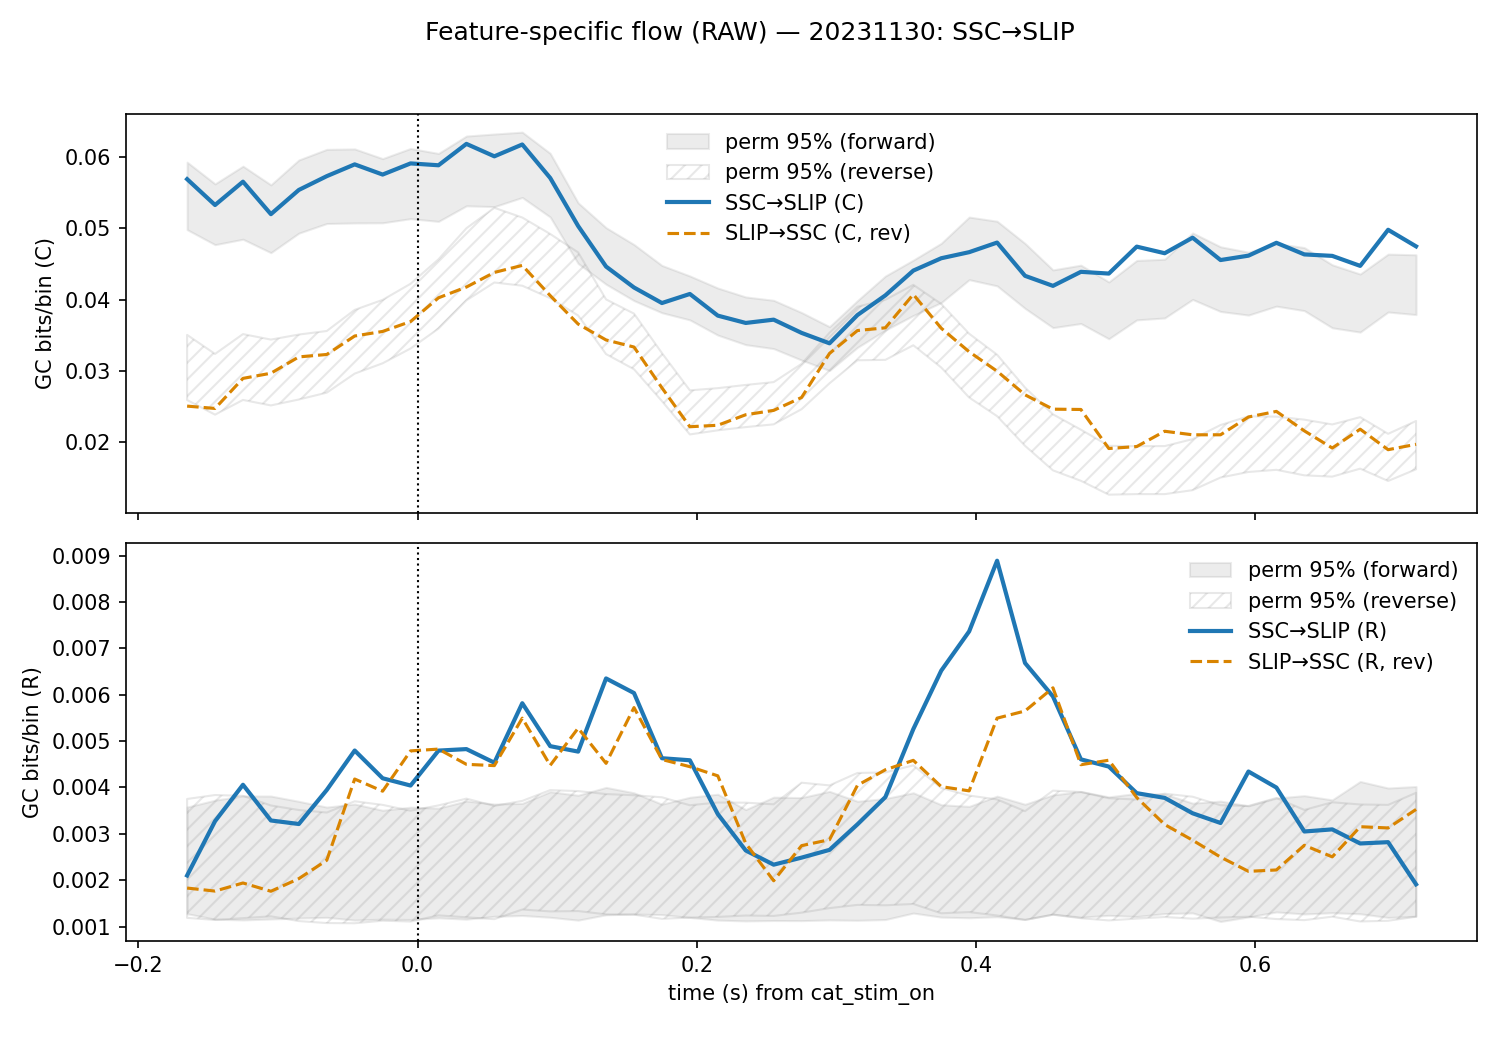 Feature-specific flow (RAW) — 20231130: SSC→SLIP
perm 95% (forward)
perm 95% (reverse)
SSC→SLIP (C)
SLIP→SSC (C, rev)
GC bits/bin (C)
0.06
0.05
0.04
0.03
0.02
perm 95% (forward)
perm 95% (reverse)
SSC→SLIP (R)
SLIP→SSC (R, rev)
GC bits/bin (R)
0.009
0.008
0.007
0.006
0.005
0.004
0.003
0.002
0.001
−0.2 0.0 0.2 0.4 0.6
time (s) from cat_stim_on